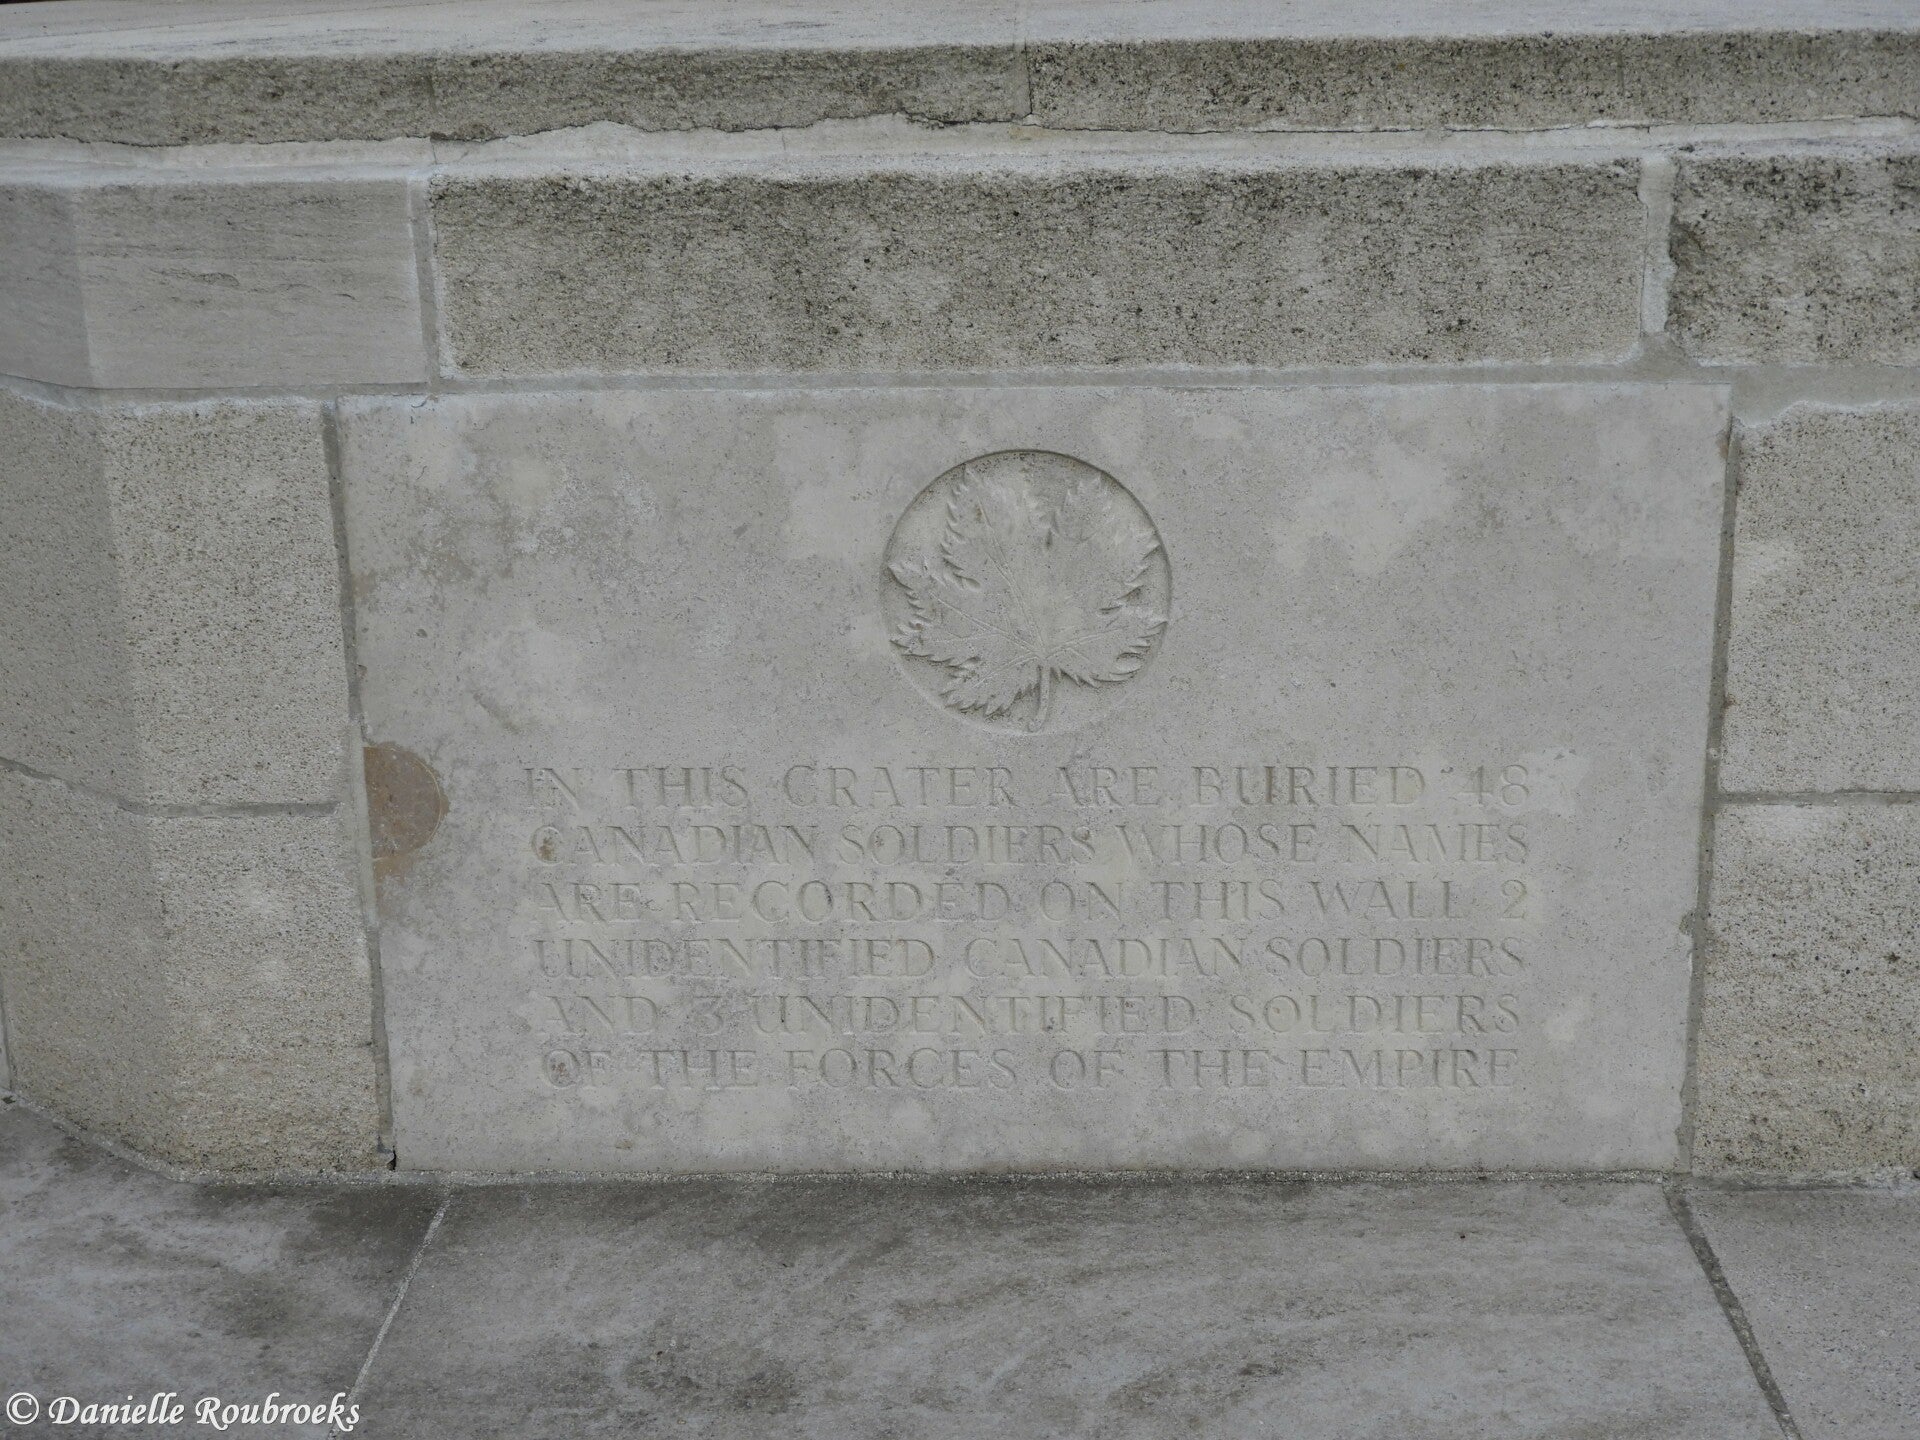 IN THIS CRATER ARE BURIED 48
CANADIAN SOLDIERS WHOSE NAMES
ARE RECORDED ON THIS WALL 2
UNIDENTIFIED CANADIAN SOLDIERS
AND 3 UNIDENTIFIED SOLDIERS
OF THE FORCES OF THE EMPIRE
© Danielle Roubroeks